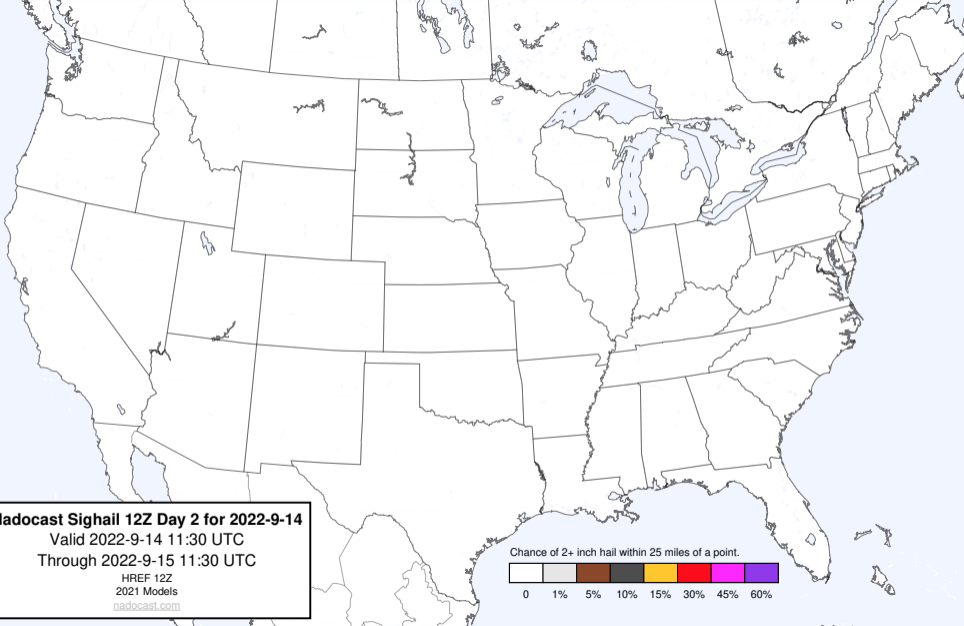 adocast Sighail 12Z Day 2 for 2022-9-14
Valid 2022-9-14 11:30 UTC
Through 2022-9-15 11:30 UTC
HREF 12Z
2021 Models
nadocast.com
Chance of 2+ inch hail within 25 miles of a point.
0 1% 5% 10% 15% 30% 45% 60%